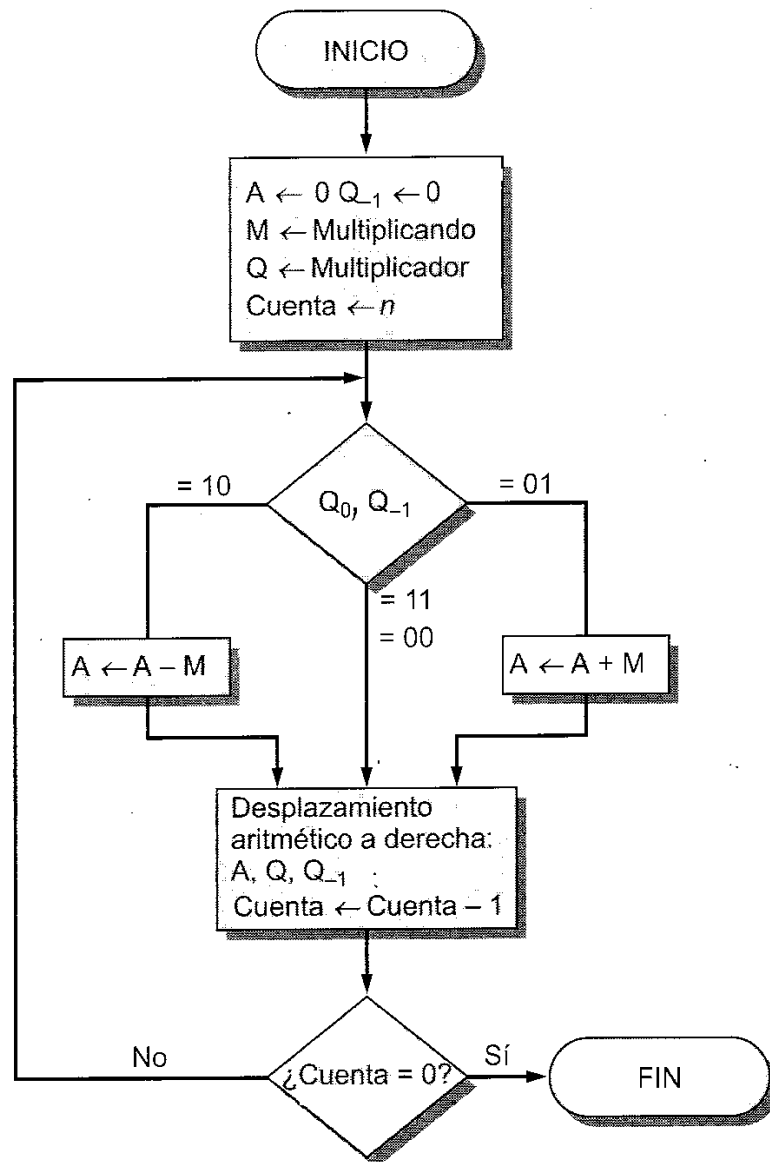 INICIO
A ← 0 Q₋₁ ← 0
M ← Multiplicando
Q ← Multiplicador
Cuenta ← n
= 10
Q₀, Q₋₁
= 01
= 11
= 00
A ← A – M
A ← A + M
Desplazamiento
aritmético a derecha:
A, Q, Q₋₁
Cuenta ← Cuenta – 1
No
¿Cuenta = 0?
Sí
FIN